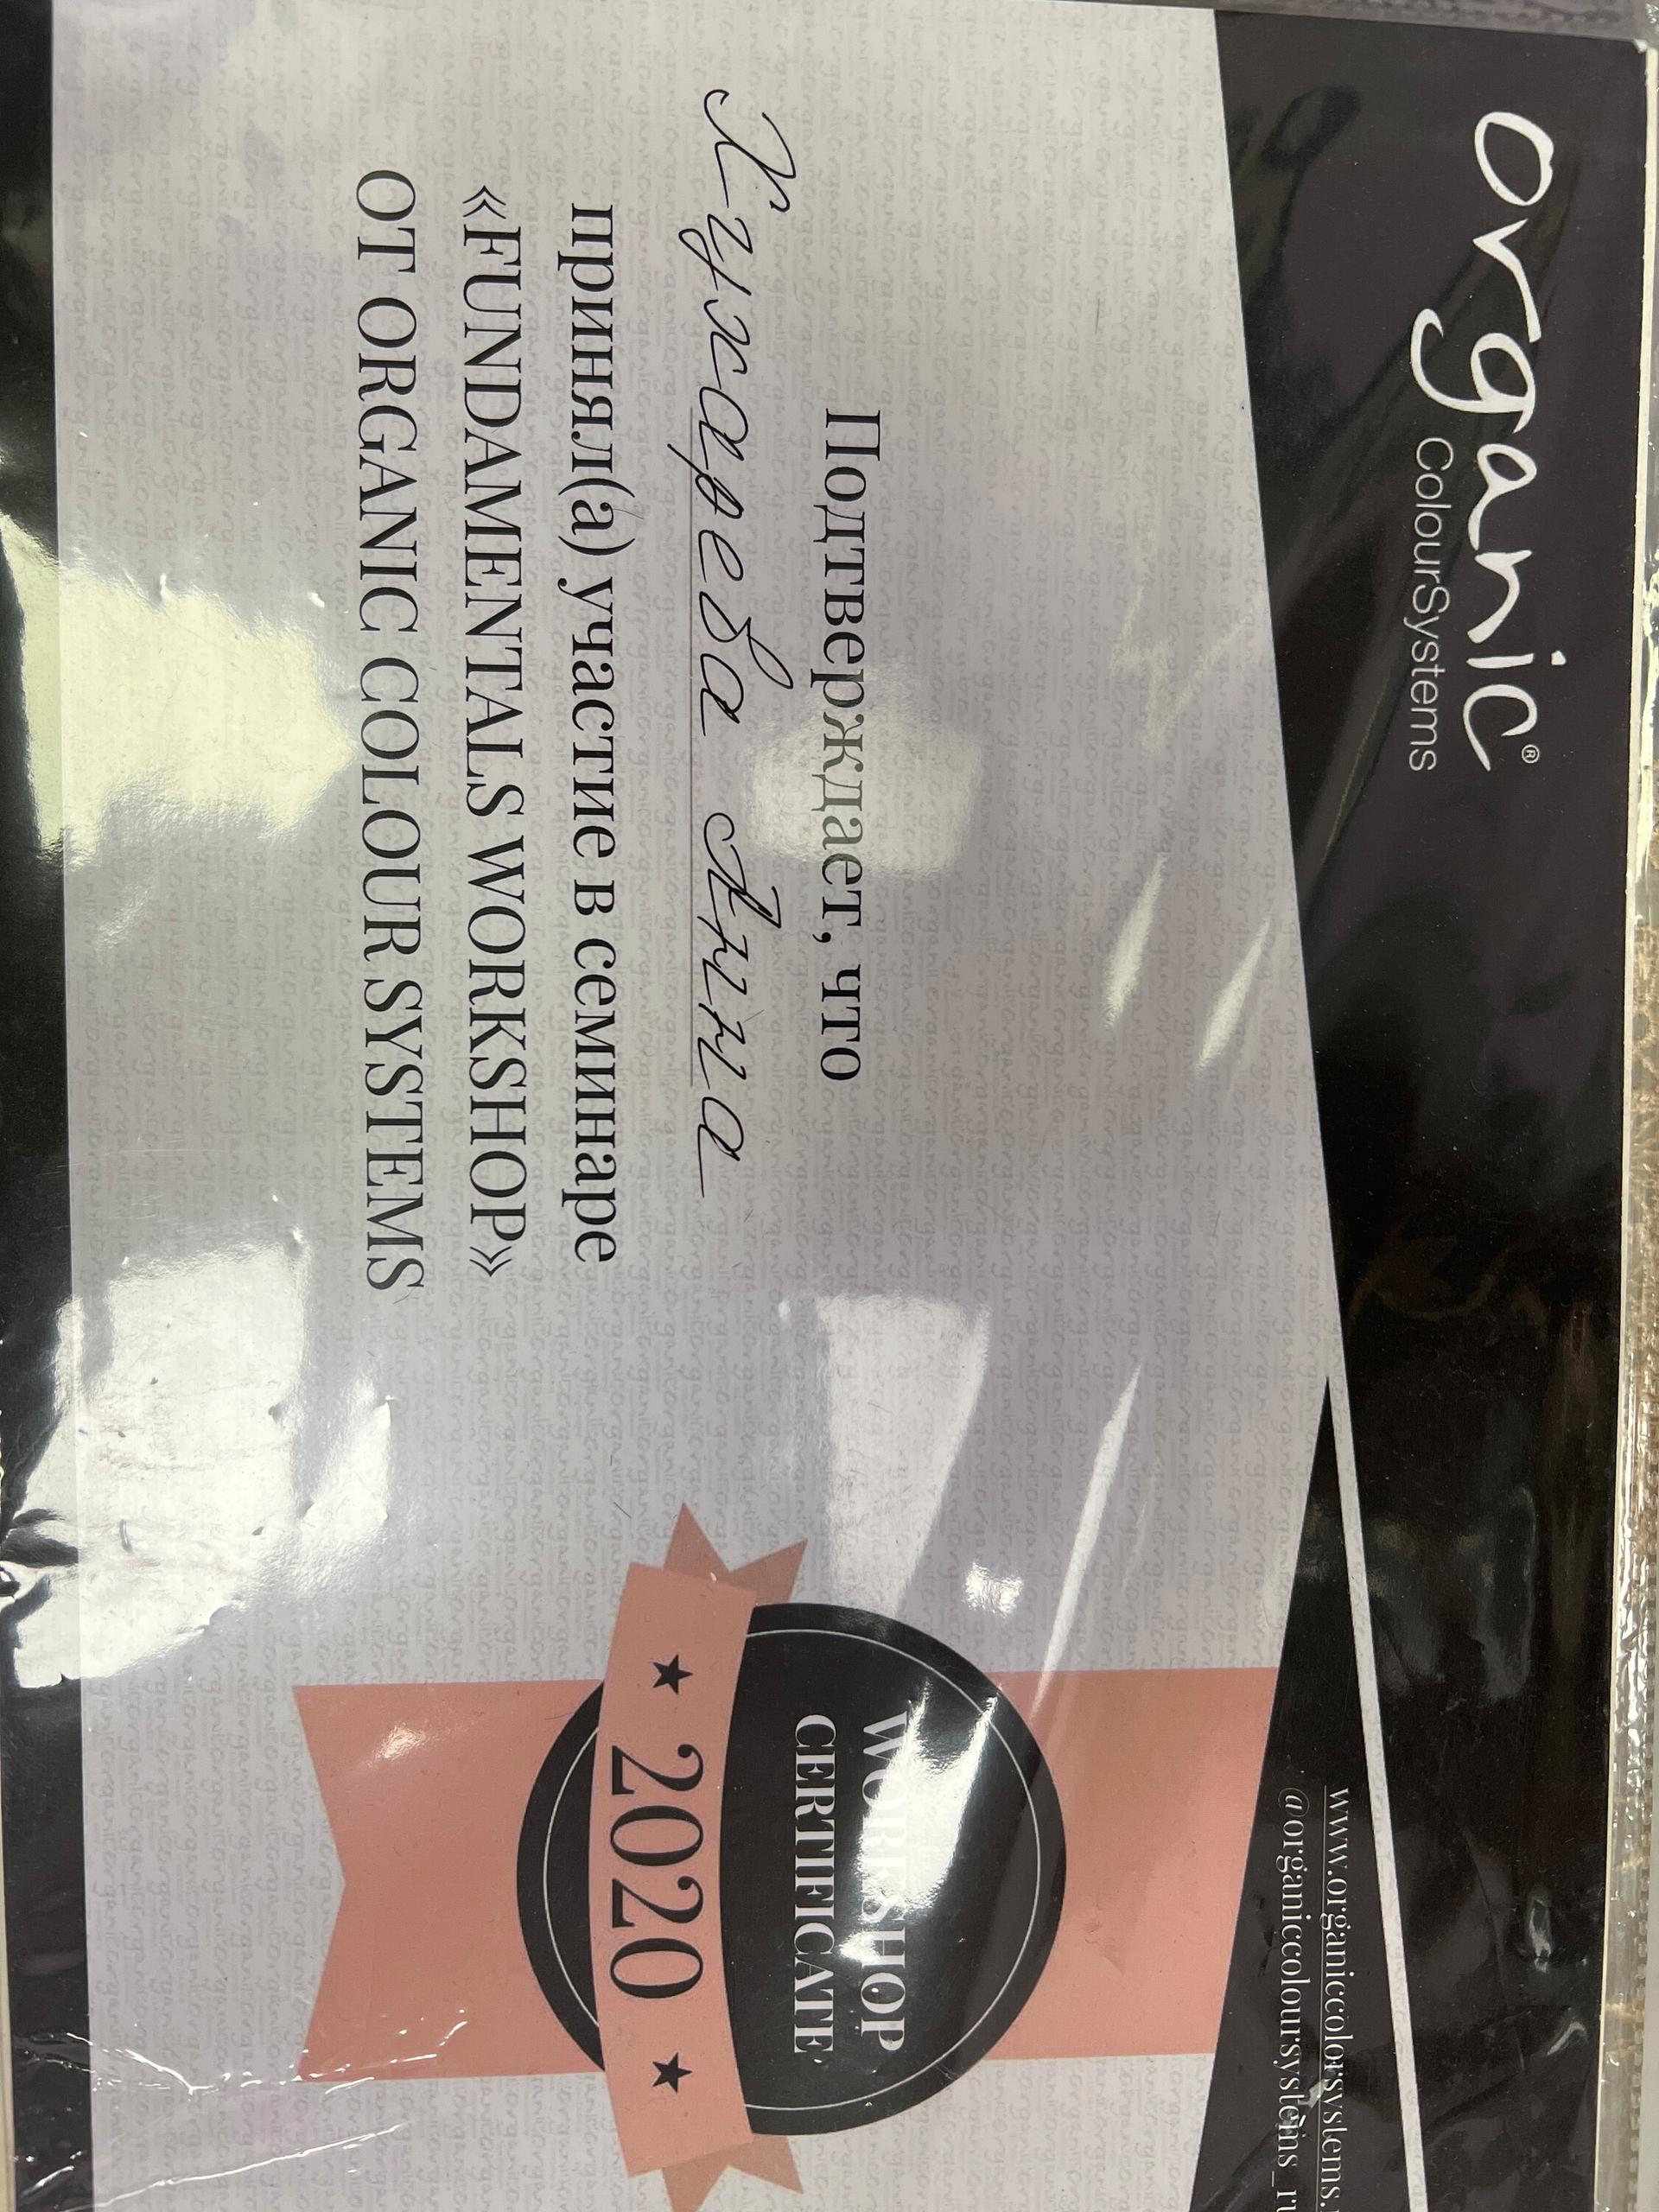 organic®
ColourSystems
www.organiccolorsystems.
@organiccoloursystems_ru
Подтверждает, что
Анна
принял(а) участие в семинаре
«FUNDAMENTALS WORKSHOP»
ОТ ORGANIC COLOUR SYSTEMS
WORKSHOP
CERTIFICATE
★ 2020 ★